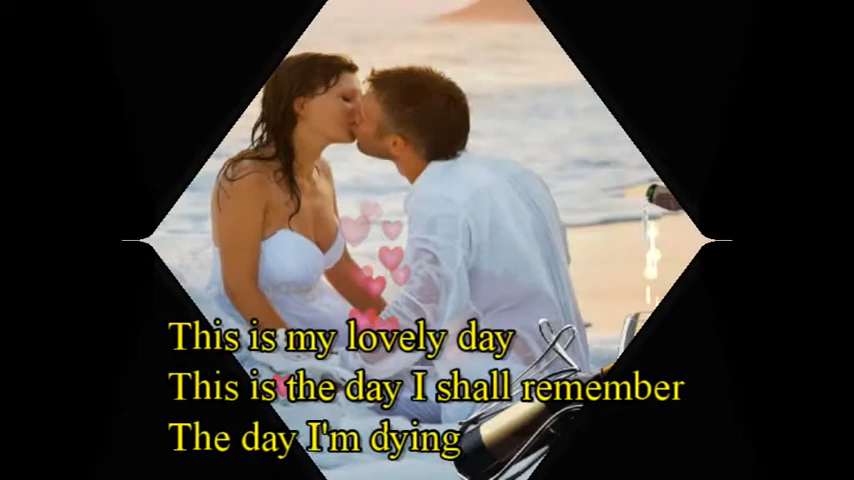 This is my lovely day
This is the day I shall remember
The day I'm dying